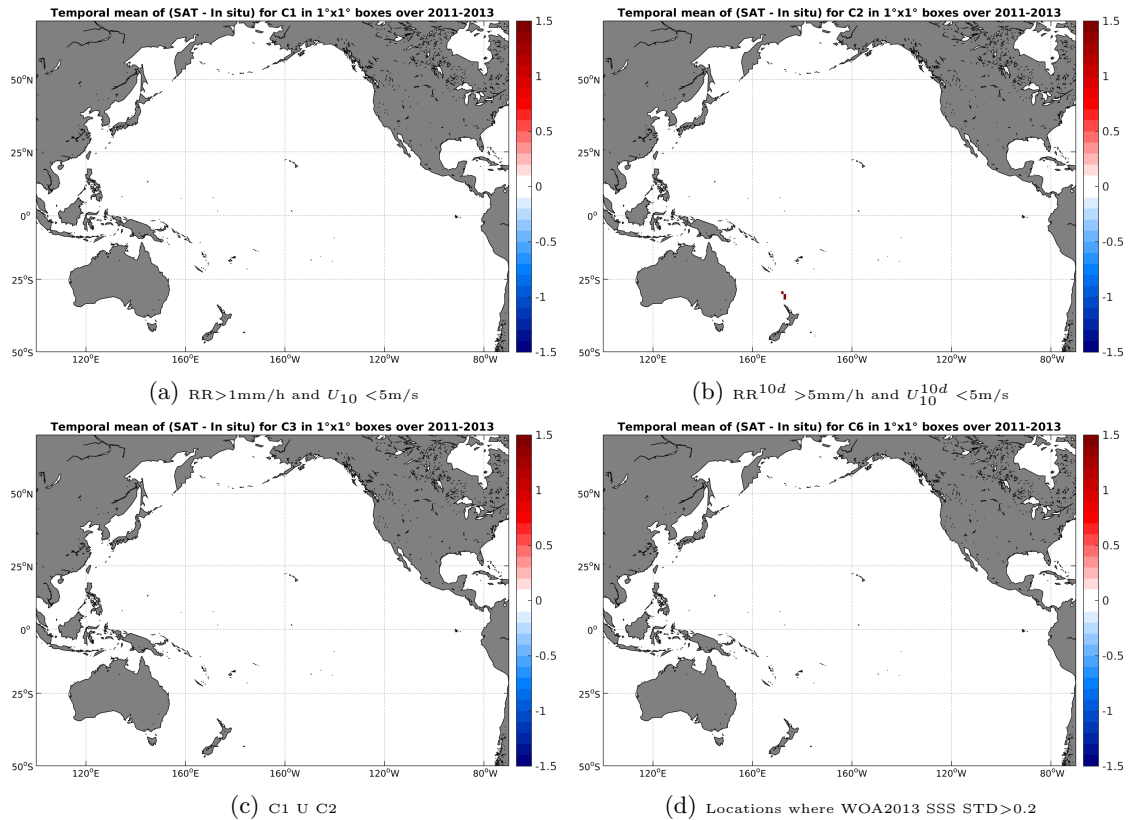 Temporal mean of (SAT - In situ) for C1 in 1°x1° boxes over 2011-2013
50°N
25°N
0°
25°S
50°S
120°E 160°E 160°W 120°W 80°W
1.5
1
0.5
0
-0.5
-1
-1.5
(a) RR>1mm/h and U10 <5m/s
Temporal mean of (SAT - In situ) for C2 in 1°x1° boxes over 2011-2013
50°N
25°N
0°
25°S
50°S
120°E 160°E 160°W 120°W 80°W
1.5
1
0.5
0
-0.5
-1
-1.5
(b) RR^10d >5mm/h and U10^10d <5m/s
Temporal mean of (SAT - In situ) for C3 in 1°x1° boxes over 2011-2013
50°N
25°N
0°
25°S
50°S
120°E 160°E 160°W 120°W 80°W
1.5
1
0.5
0
-0.5
-1
-1.5
(c) C1 U C2
Temporal mean of (SAT - In situ) for C6 in 1°x1° boxes over 2011-2013
50°N
25°N
0°
25°S
50°S
120°E 160°E 160°W 120°W 80°W
1.5
1
0.5
0
-0.5
-1
-1.5
(d) Locations where WOA2013 SSS STD>0.2